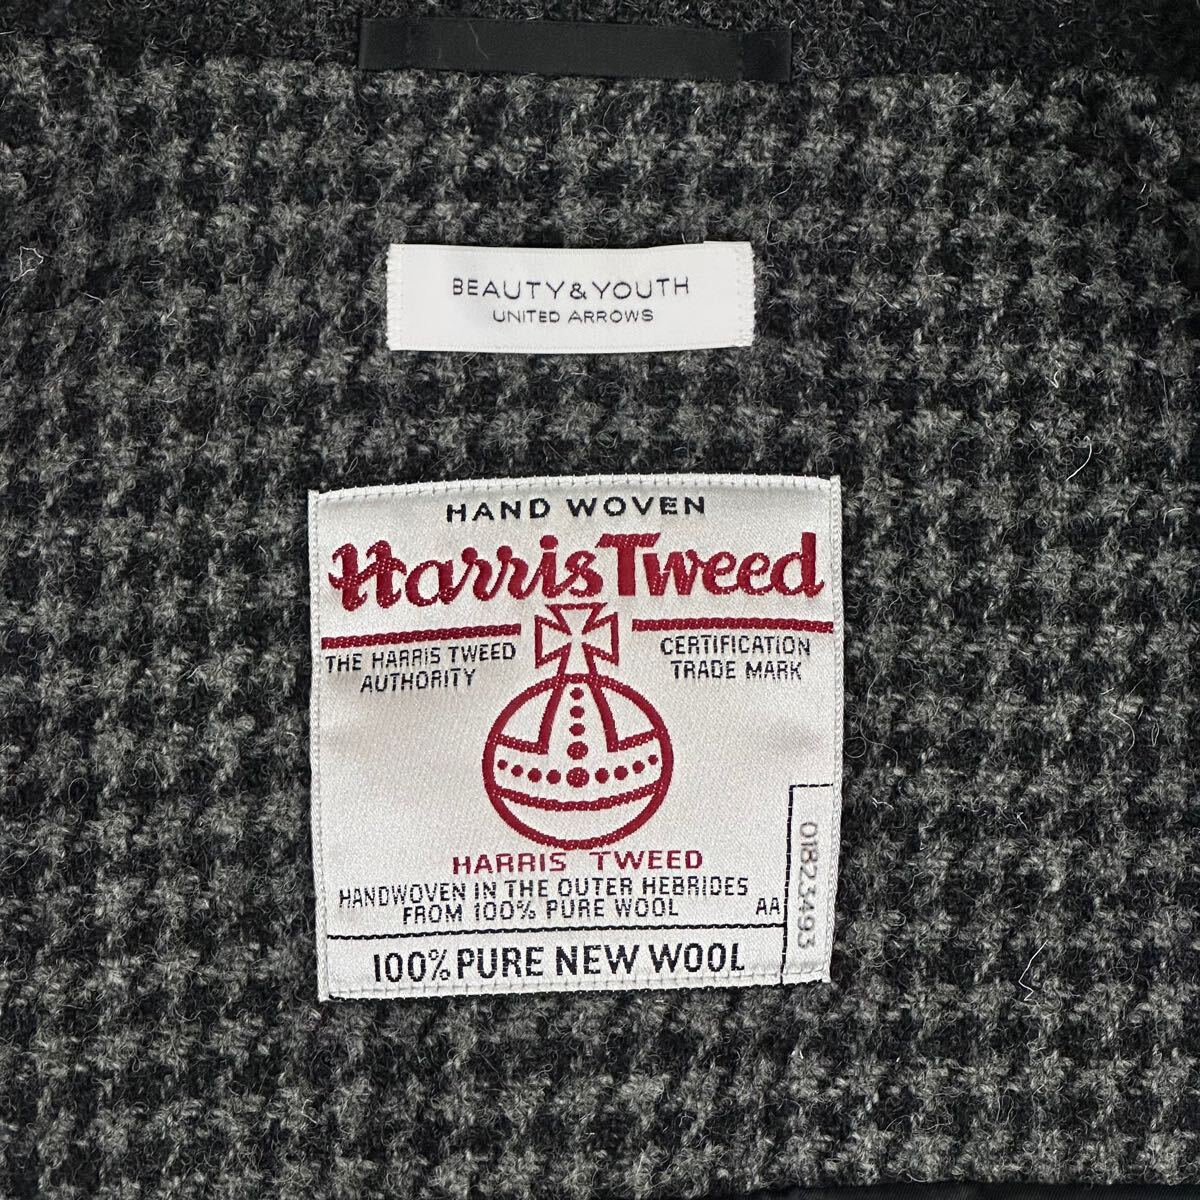 BEAUTY&YOUTH
UNITED ARROWS
HAND WOVEN
Harris Tweed
THE HARRIS TWEED
AUTHORITY
CERTIFICATION
TRADE MARK
HARRIS TWEED
HANDWOVEN IN THE OUTER HEBRIDES
FROM 100% PURE WOOL
AA
01823493
100% PURE NEW WOOL